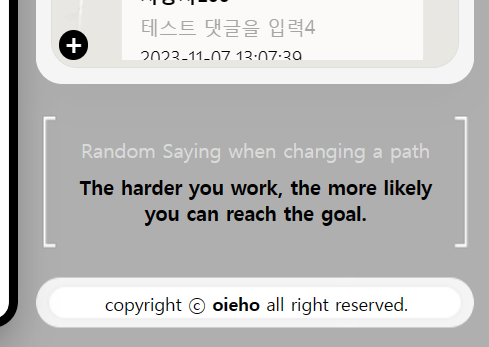 테스트 댓글을 입력4
2023-11-07 13:07:39
Random Saying when changing a path
The harder you work, the more likely
you can reach the goal.
copyright ⓒ oieho all right reserved.